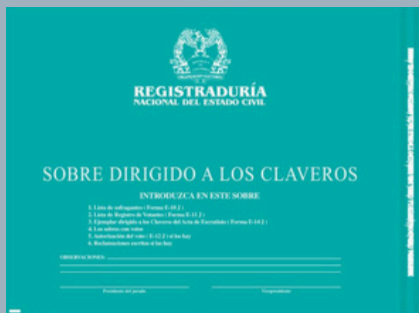 REGISTRADURÍA
NACIONAL DEL ESTADO CIVIL
SOBRE DIRIGIDO A LOS CLAVEROS
INTRODUZCA EN ESTE SOBRE
1. Lista de sufragantes ( Forma E-10 J )
2. Lista de Registro de Votantes ( Forma E-11 J )
3. Ejemplar dirigido a los Claveros del Acta de Escrutinio ( Forma E-14 J )
4. Los sobres con votos
5. Autorización del voto ( E-12 J ) si los hay
6. Reclamaciones escritas si las hay
OBSERVACIONES:
Presidente del jurado
Vicepresidente